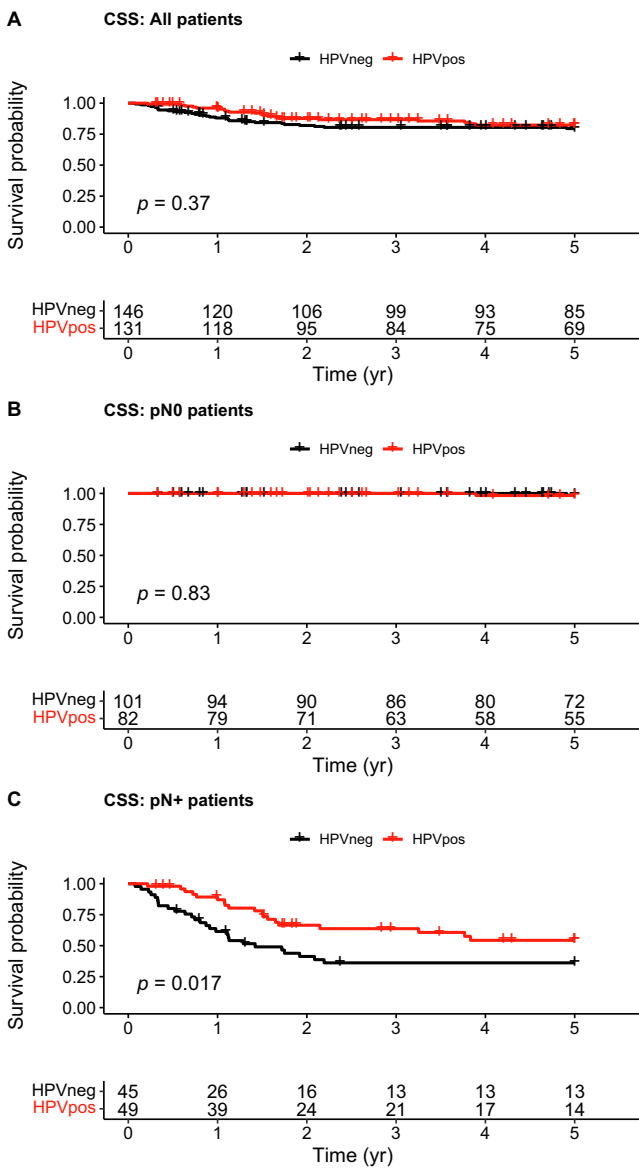 A CSS: All patients
HPVneg HPVpos
Survival probability
1.00
0.75
0.50
0.25
0.00
p = 0.37
0 1 2 3 4 5
HPVneg 146 120 106 99 93 85
HPVpos 131 118 95 84 75 69
0 1 2 3 4 5
Time (yr)
B CSS: pN0 patients
HPVneg HPVpos
Survival probability
1.00
0.75
0.50
0.25
0.00
p = 0.83
0 1 2 3 4 5
HPVneg 101 94 90 86 80 72
HPVpos 82 79 71 63 58 55
0 1 2 3 4 5
Time (yr)
C CSS: pN+ patients
HPVneg HPVpos
Survival probability
1.00
0.75
0.50
0.25
0.00
p = 0.017
0 1 2 3 4 5
HPVneg 45 26 16 13 13 13
HPVpos 49 39 24 21 17 14
0 1 2 3 4 5
Time (yr)